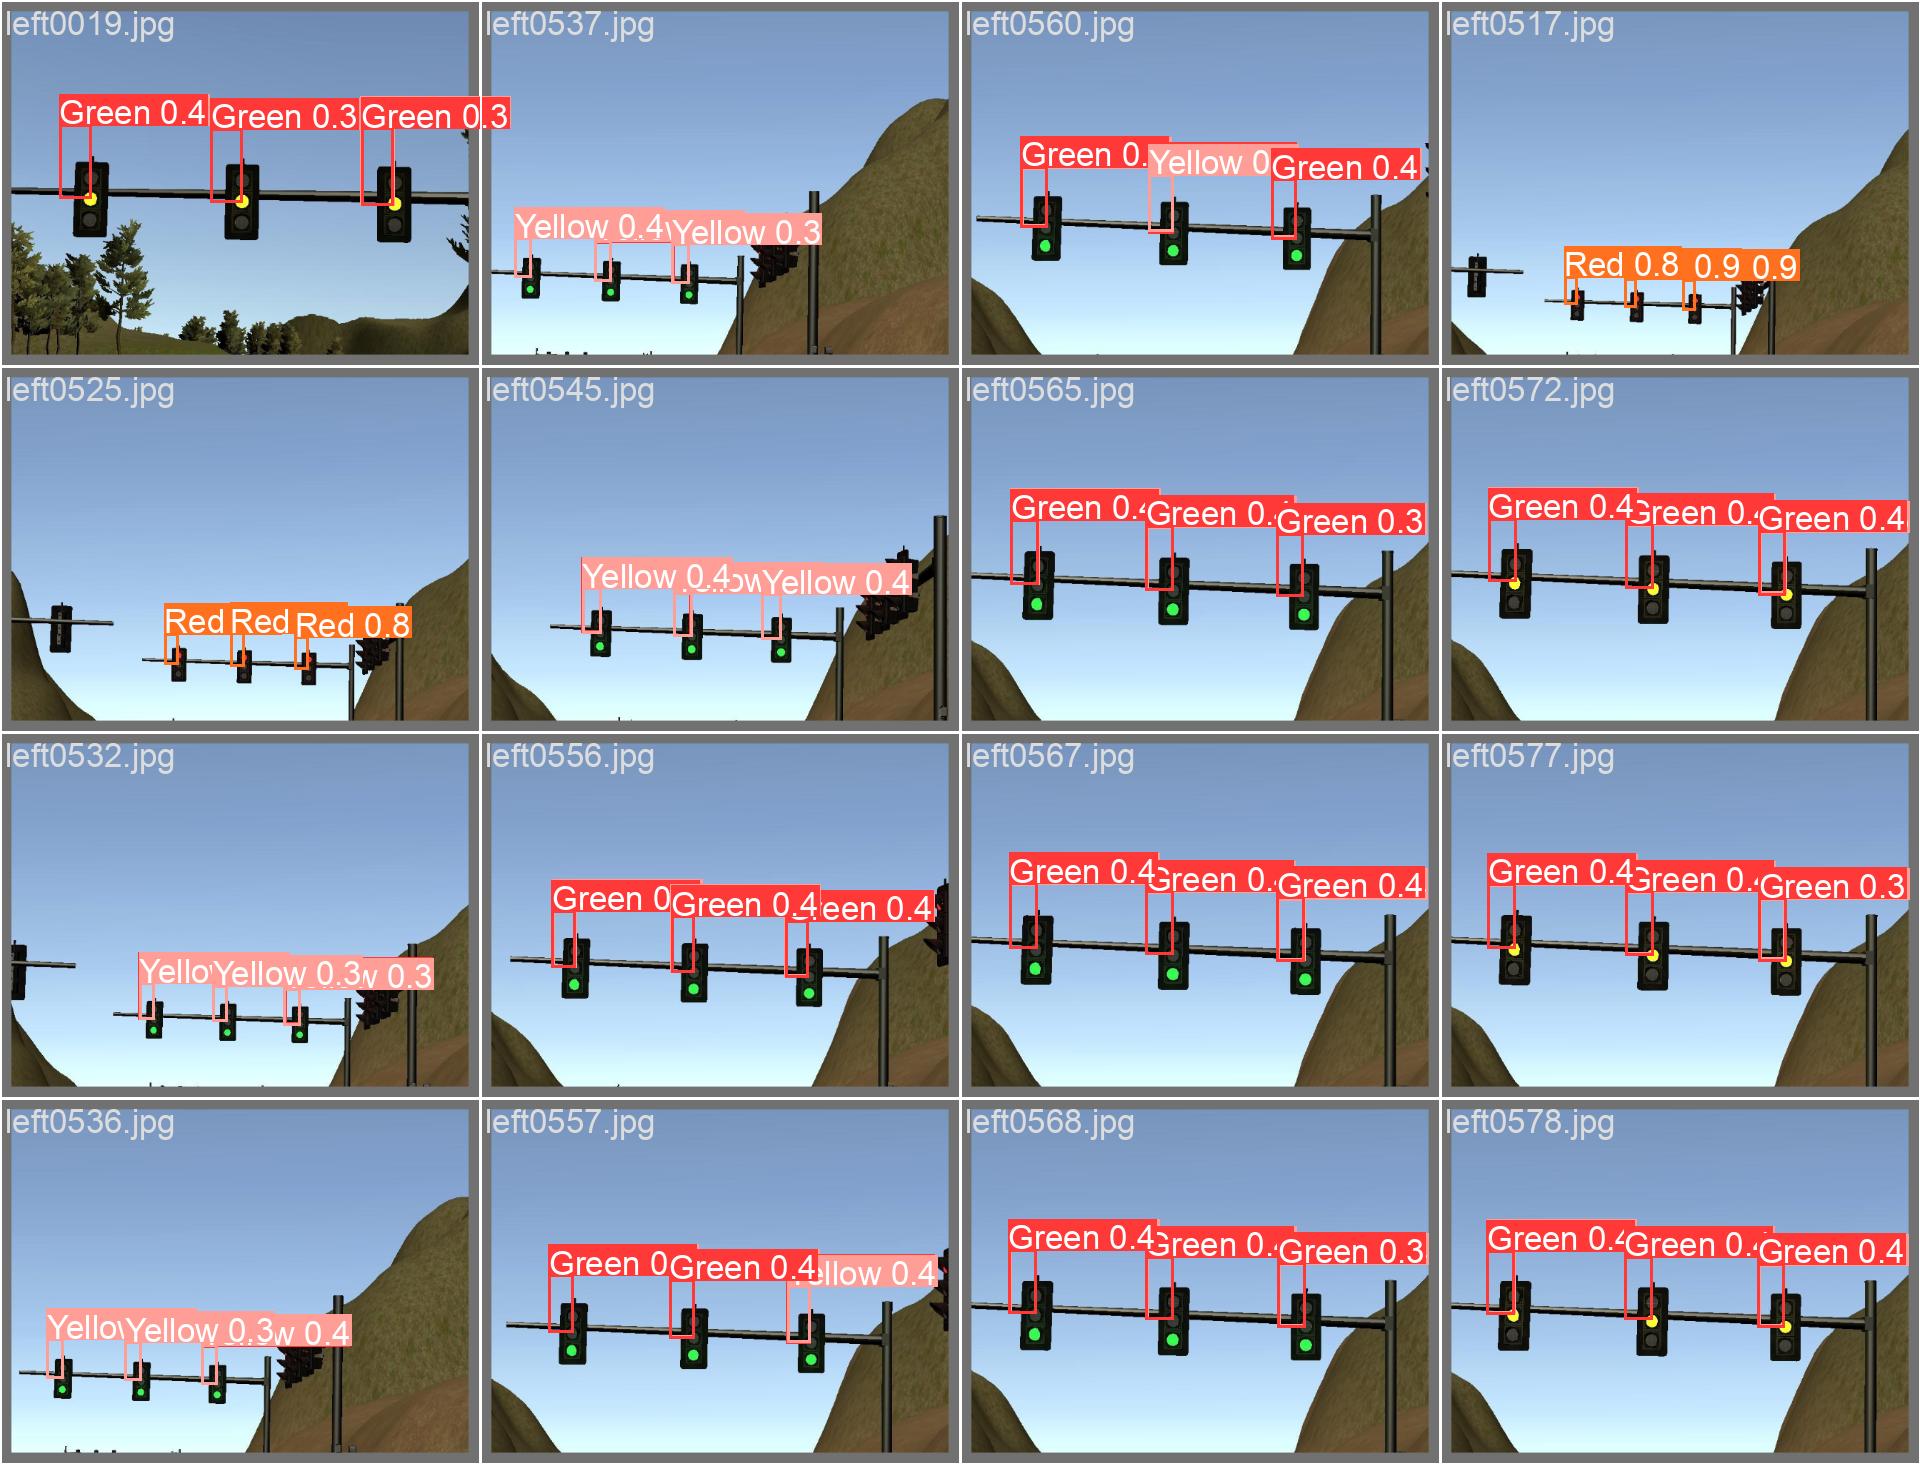 left0019.jpg
Green 0.4
Green 0.3
Green 0.3
left0537.jpg
Yellow 0.4
Yellow 0.3
left0560.jpg
Green 0.
Yellow 0
Green 0.4
left0517.jpg
Red 0.8
0.9
0.9
left0525.jpg
Red
Red
Red 0.8
left0545.jpg
Yellow 0.4
ow
Yellow 0.4
left0565.jpg
Green 0.4
Green 0.
Green 0.3
left0572.jpg
Green 0.4
Green 0.
Green 0.4
left0532.jpg
Yello
Yellow 0.3
w 0.3
left0556.jpg
Green 0
Green 0.4
reen 0.4
left0567.jpg
Green 0.4
Green 0.
Green 0.4
left0577.jpg
Green 0.4
Green 0.
Green 0.3
left0536.jpg
Yello
Yellow 0.3
w 0.4
left0557.jpg
Green 0
Green 0.4
ellow 0.4
left0568.jpg
Green 0.4
Green 0.
Green 0.3
left0578.jpg
Green 0.4
Green 0.
Green 0.4